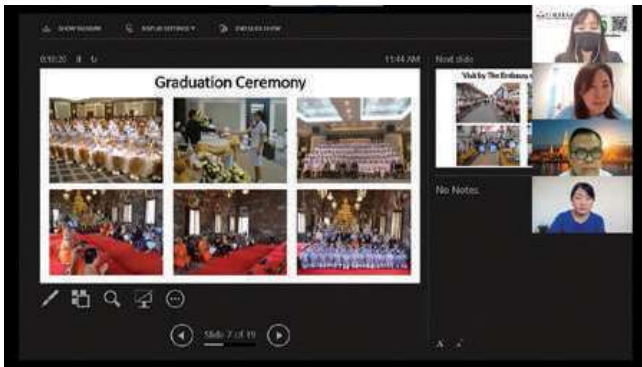 SHOW TASKBAR
DISPLAY SETTINGS
END SLIDE SHOW
0:10:20
11:44 AM
Next slide
Graduation Ceremony
Visit by The Embassy
No Notes
Slide 7 of 19
A A